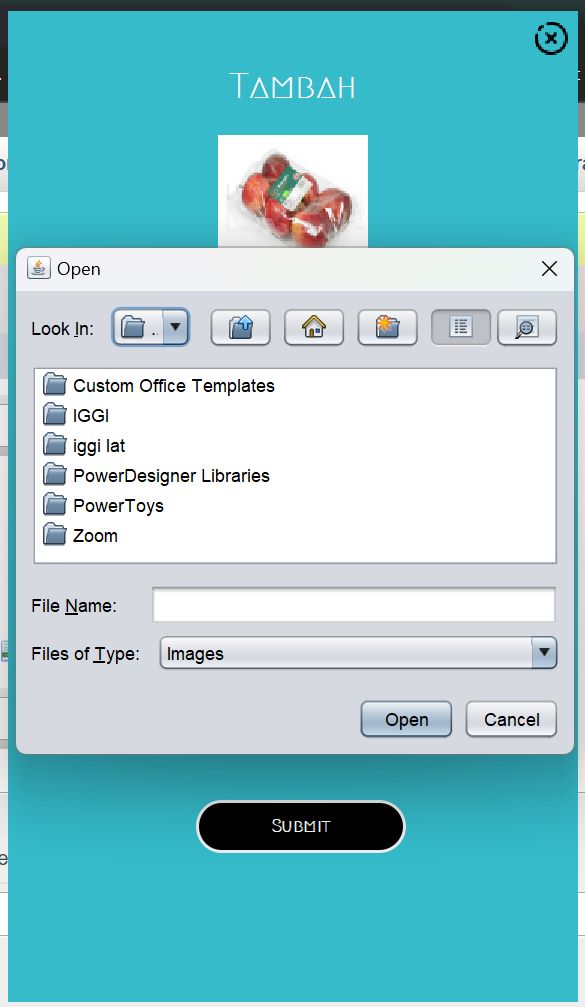 TAMBAH
Open
Look In:
..
Custom Office Templates
IGGI
iggi lat
PowerDesigner Libraries
PowerToys
Zoom
File Name:
Files of Type:
Images
Open
Cancel
SUBMIT